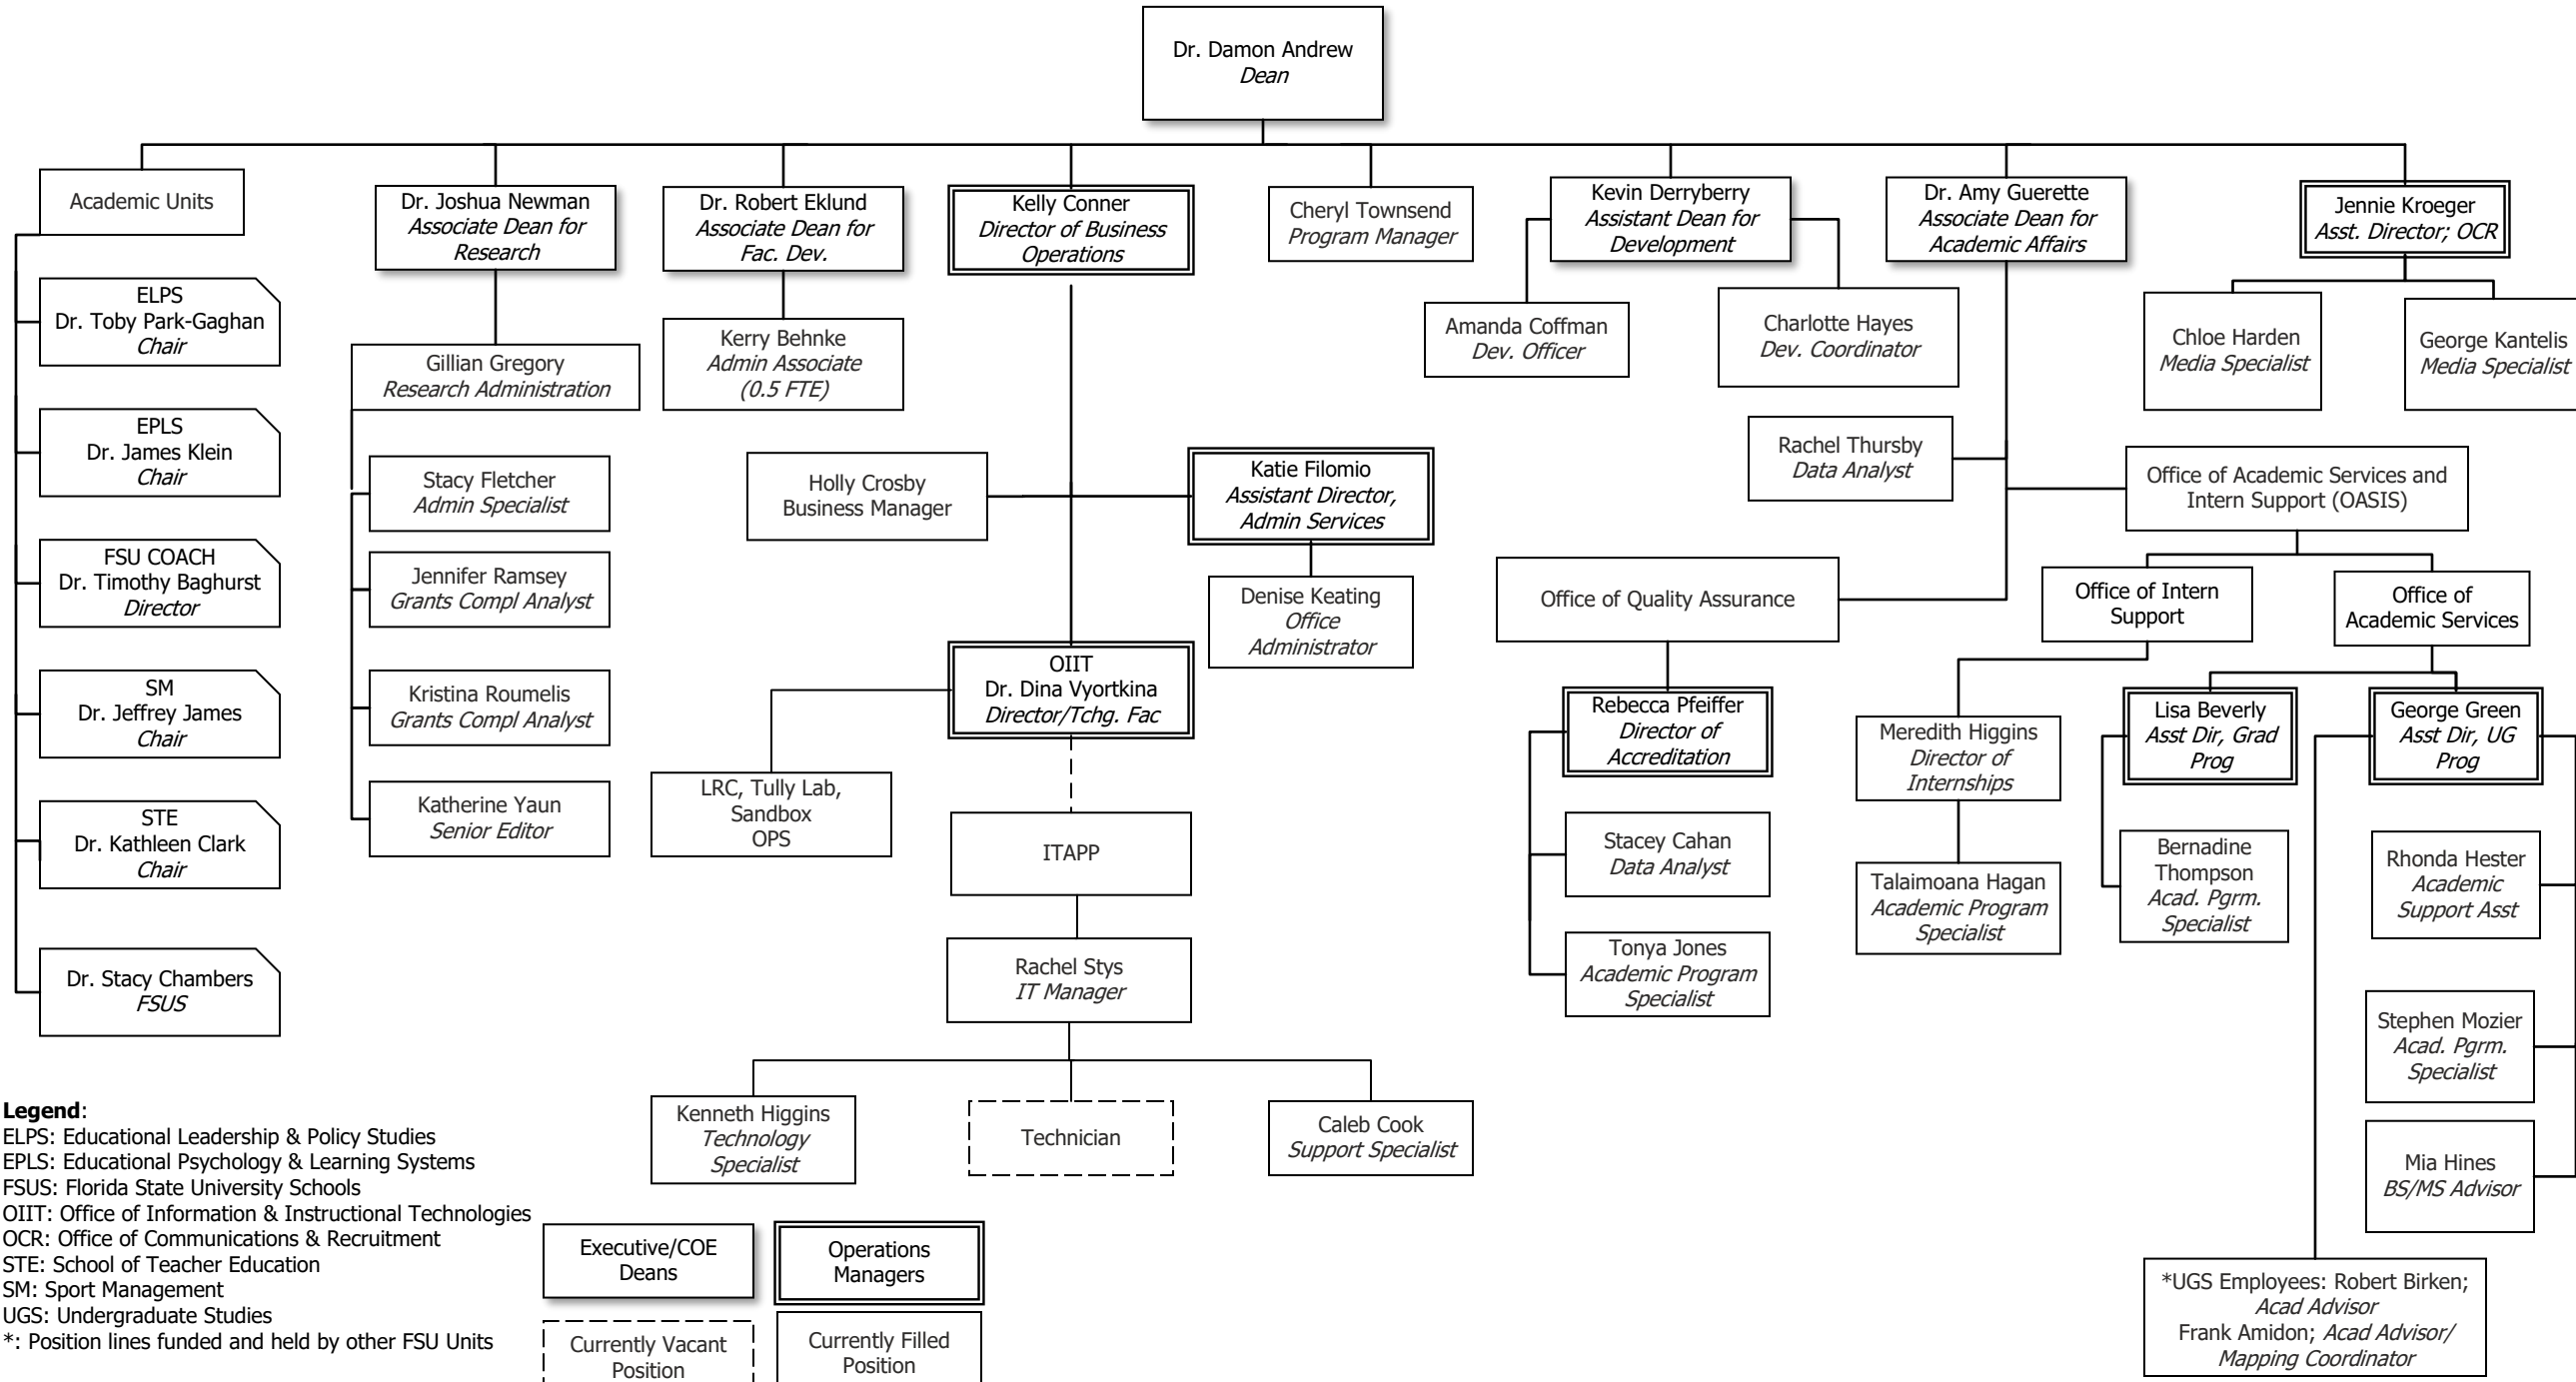 Dr. Damon Andrew
Dean
Academic Units
Dr. Joshua Newman
Associate Dean for
Research
Dr. Robert Eklund
Associate Dean for
Fac. Dev.
Kelly Conner
Director of Business
Operations
Cheryl Townsend
Program Manager
Kevin Derryberry
Assistant Dean for
Development
Dr. Amy Guerette
Associate Dean for
Academic Affairs
Jennie Kroeger
Asst. Director; OCR
ELPS
Dr. Toby Park-Gaghan
Chair
EPLS
Dr. James Klein
Chair
FSU COACH
Dr. Timothy Baghurst
Director
SM
Dr. Jeffrey James
Chair
STE
Dr. Kathleen Clark
Chair
Dr. Stacy Chambers
FSUS
Gillian Gregory
Research Administration
Stacy Fletcher
Admin Specialist
Jennifer Ramsey
Grants Compl Analyst
Kristina Roumelis
Grants Compl Analyst
Katherine Yaun
Senior Editor
Kerry Behnke
Admin Associate
(0.5 FTE)
Holly Crosby
Business Manager
Katie Filomio
Assistant Director,
Admin Services
Denise Keating
Office
Administrator
OIIT
Dr. Dina Vyortkina
Director/Tchg. Fac
LRC, Tully Lab,
Sandbox
OPS
ITAPP
Rachel Stys
IT Manager
Kenneth Higgins
Technology
Specialist
Technician
Caleb Cook
Support Specialist
Amanda Coffman
Dev. Officer
Charlotte Hayes
Dev. Coordinator
Rachel Thursby
Data Analyst
Office of Academic Services and
Intern Support (OASIS)
Office of Quality Assurance
Rebecca Pfeiffer
Director of
Accreditation
Stacey Cahan
Data Analyst
Tonya Jones
Academic Program
Specialist
Office of Intern
Support
Office of
Academic Services
Meredith Higgins
Director of
Internships
Talaimoana Hagan
Academic Program
Specialist
Lisa Beverly
Asst Dir, Grad
Prog
Bernadine
Thompson
Acad. Pgrm.
Specialist
George Green
Asst Dir, UG
Prog
Rhonda Hester
Academic
Support Asst
Stephen Mozier
Acad. Pgrm.
Specialist
Mia Hines
BS/MS Advisor
*UGS Employees: Robert Birken;
Acad Advisor
Frank Amidon; Acad Advisor/
Mapping Coordinator
Chloe Harden
Media Specialist
George Kantelis
Media Specialist
Legend:
ELPS: Educational Leadership & Policy Studies
EPLS: Educational Psychology & Learning Systems
FSUS: Florida State University Schools
OIIT: Office of Information & Instructional Technologies
OCR: Office of Communications & Recruitment
STE: School of Teacher Education
SM: Sport Management
UGS: Undergraduate Studies
*: Position lines funded and held by other FSU Units
Executive/COE
Deans
Operations
Managers
Currently Vacant
Position
Currently Filled
Position